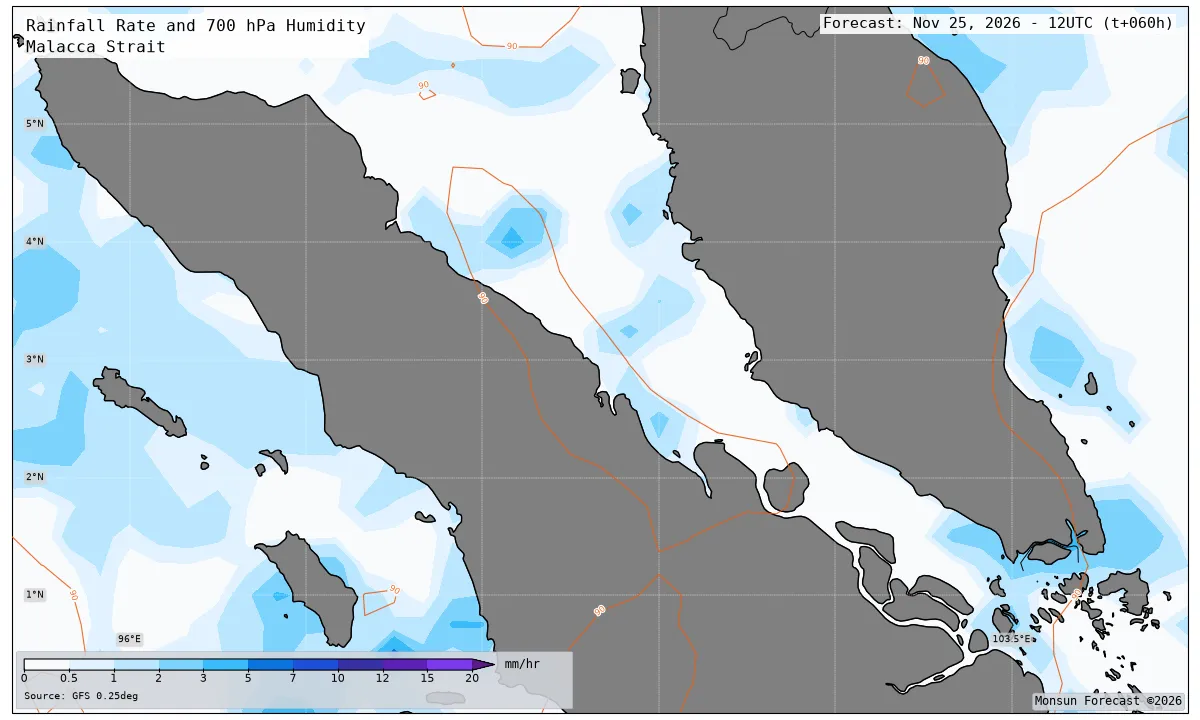 Rainfall Rate and 700 hPa Humidity
Malacca Strait
Forecast: Nov 25, 2026 - 12UTC (t+060h)
90
90
90
5°N
4°N
90
3°N
2°N
1°N
90
90
90
90
96°E
103.5°E
0 0.5 1 2 3 5 7 10 12 15 20
mm/hr
Source: GFS 0.25deg
Monsun Forecast ©2026